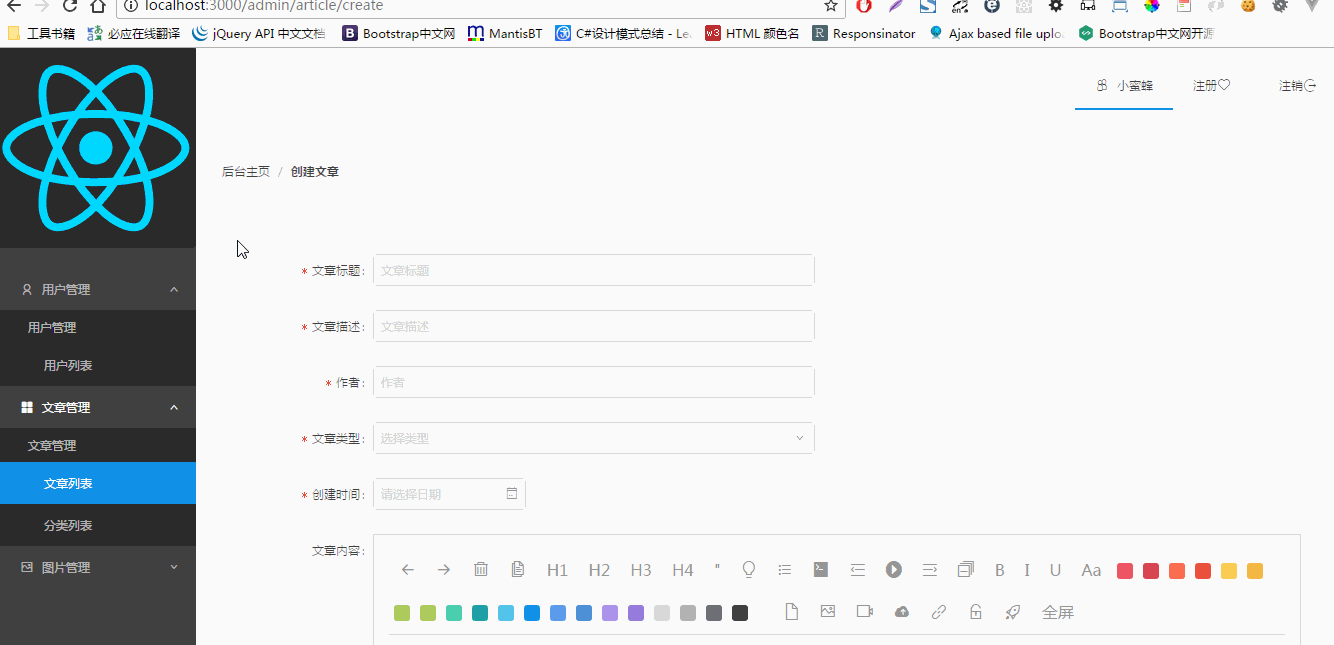 localhost:3000/admin/article/create
工具书籍 必应在线翻译 jQuery API 中文文档 Bootstrap中文网 MantisBT C#设计模式总结 - Le HTML 颜色名 Responsinator Ajax based file uplo Bootstrap中文网开源
小蜜蜂 注册 注销
后台主页 / 创建文章
用户管理
用户管理
用户列表
文章管理
文章管理
文章列表
分类列表
图片管理
* 文章标题: 文章标题
* 文章描述: 文章描述
* 作者: 作者
* 文章类型: 选择类型
* 创建时间: 请选择日期
文章内容:
H1 H2 H3 H4 " B I U Aa
全屏